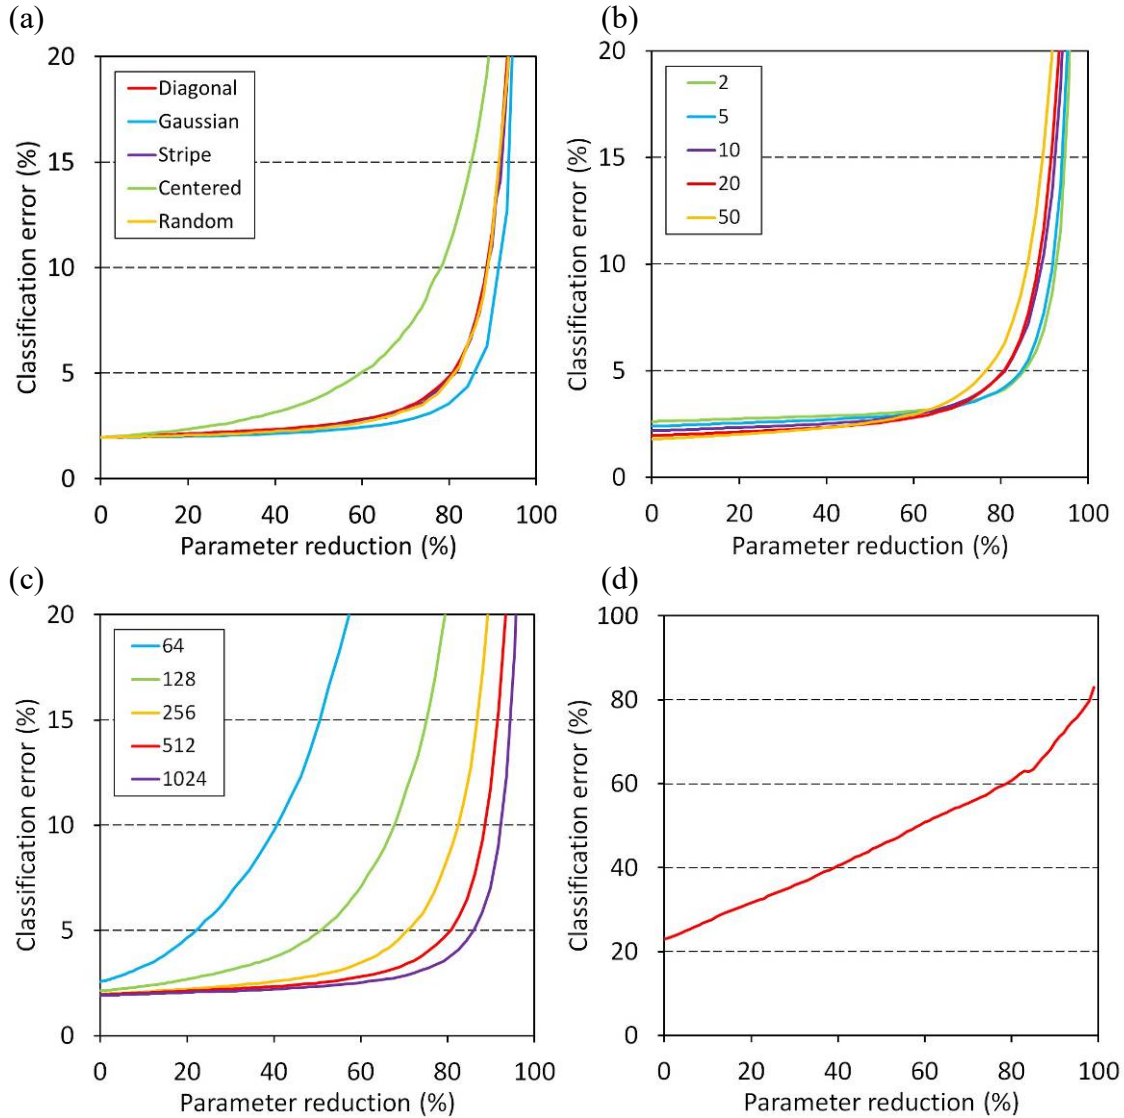 (a)
20
15
10
5
0
Classification error (%)
Diagonal
Gaussian
Stripe
Centered
Random
0 20 40 60 80 100
Parameter reduction (%)
(b)
20
15
10
5
0
Classification error (%)
2
5
10
20
50
0 20 40 60 80 100
Parameter reduction (%)
(c)
20
15
10
5
0
Classification error (%)
64
128
256
512
1024
0 20 40 60 80 100
Parameter reduction (%)
(d)
100
80
60
40
20
0
Classification error (%)
0 20 40 60 80 100
Parameter reduction (%)